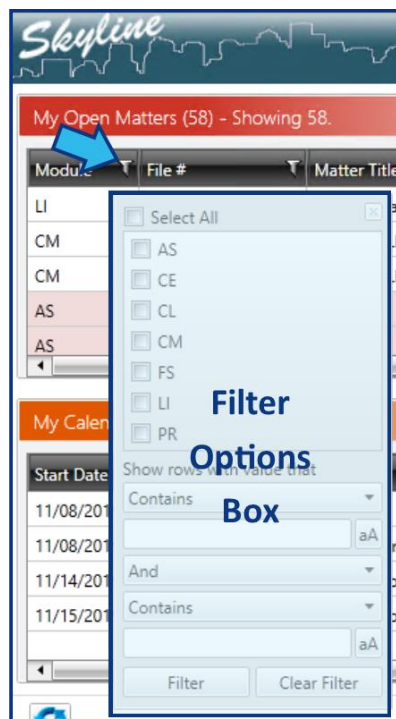 Skyline
My Open Matters (58) - Showing 58.
Module File # Matter Title
LI
CM
CM
AS
AS
Select All
AS
CE
CL
CM
FS
LI
PR
Show rows with value that
Contains
aA
And
Contains
aA
Filter Clear Filter
Filter
Options
Box
My Calen
Start Date
11/08/201
11/08/201
11/14/201
11/15/201